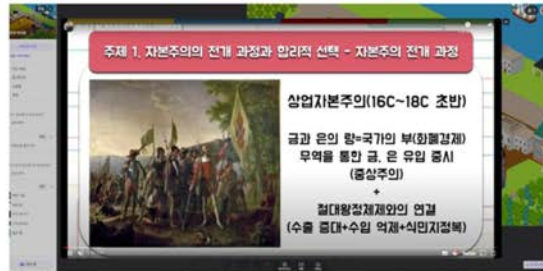 주제 1. 자본주의의 전개 과정과 합리적 선택 - 자본주의 전개 과정
상업자본주의(16C~18C 초반)
금과 은의 량=국가의 부(화폐경제)
무역을 통한 금, 은 유입 중시
(중상주의)
+
절대왕정체제와의 연결
(수출 증대+수입 억제+식민지정복)